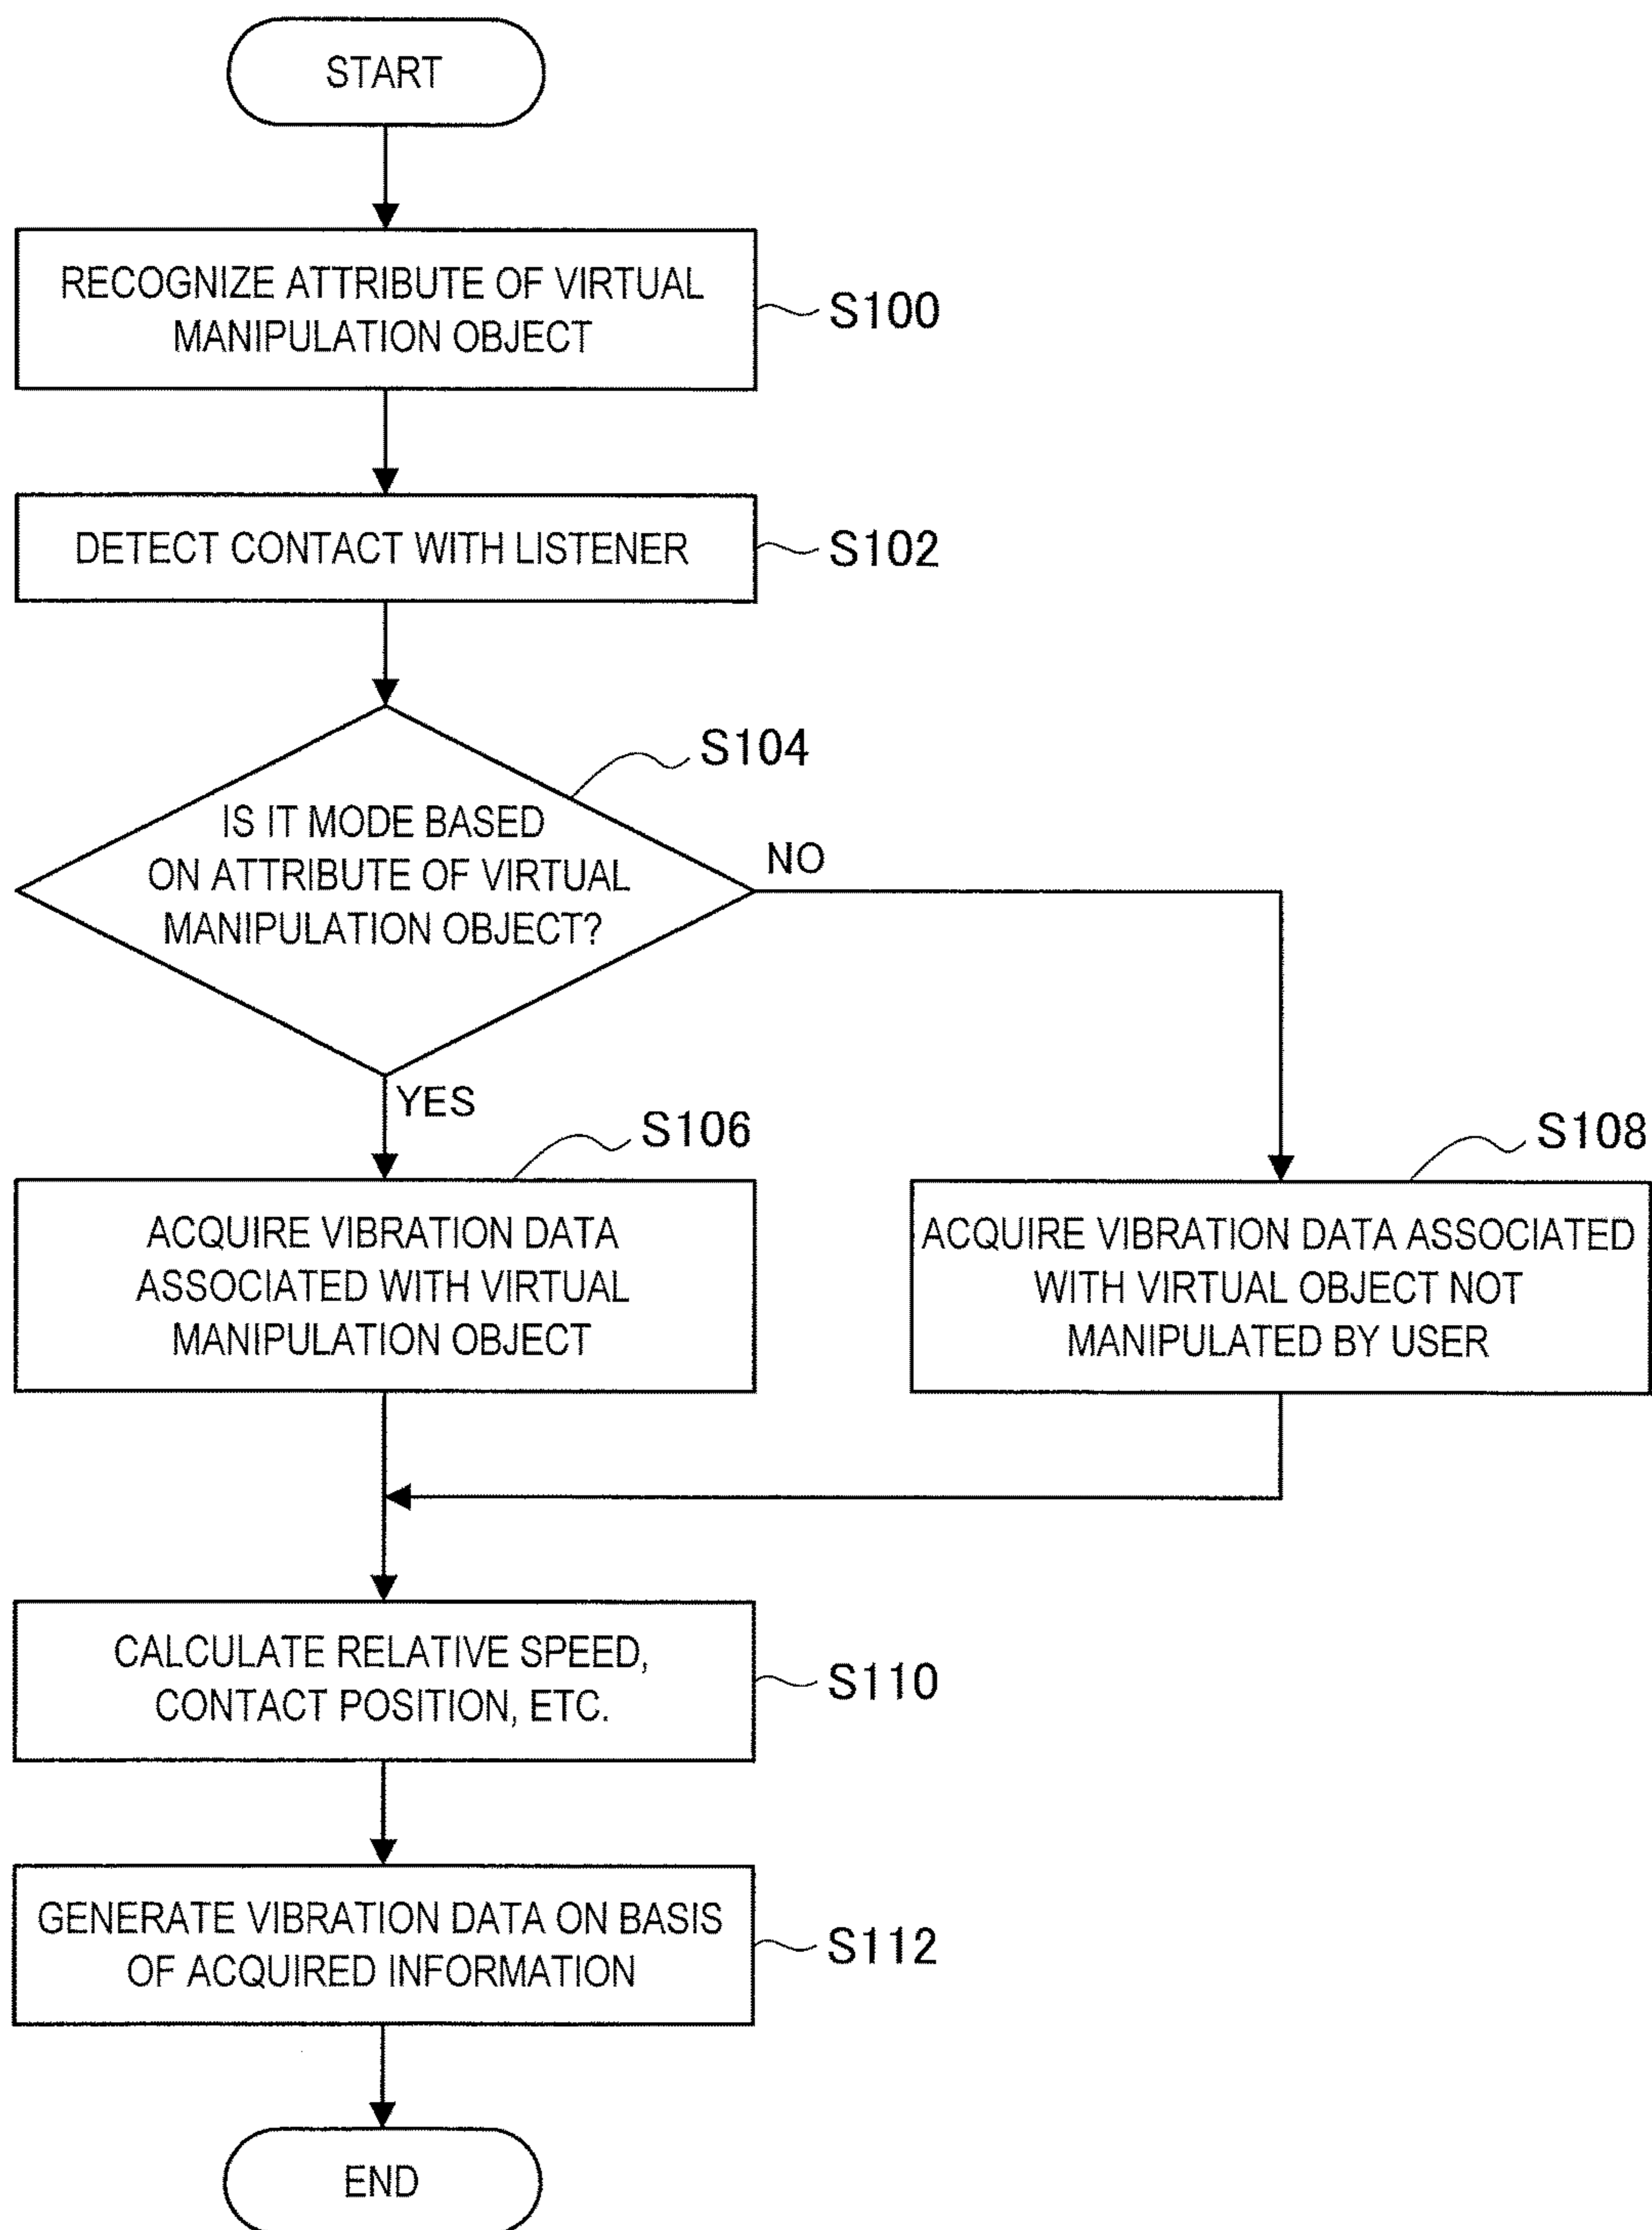 START
RECOGNIZE ATTRIBUTE OF VIRTUAL
MANIPULATION OBJECT
S100
DETECT CONTACT WITH LISTENER
S102
S104
IS IT MODE BASED
ON ATTRIBUTE OF VIRTUAL
MANIPULATION OBJECT?
NO
YES
S106
ACQUIRE VIBRATION DATA
ASSOCIATED WITH VIRTUAL
MANIPULATION OBJECT
S108
ACQUIRE VIBRATION DATA ASSOCIATED
WITH VIRTUAL OBJECT NOT
MANIPULATED BY USER
CALCULATE RELATIVE SPEED,
CONTACT POSITION, ETC.
S110
GENERATE VIBRATION DATA ON BASIS
OF ACQUIRED INFORMATION
S112
END